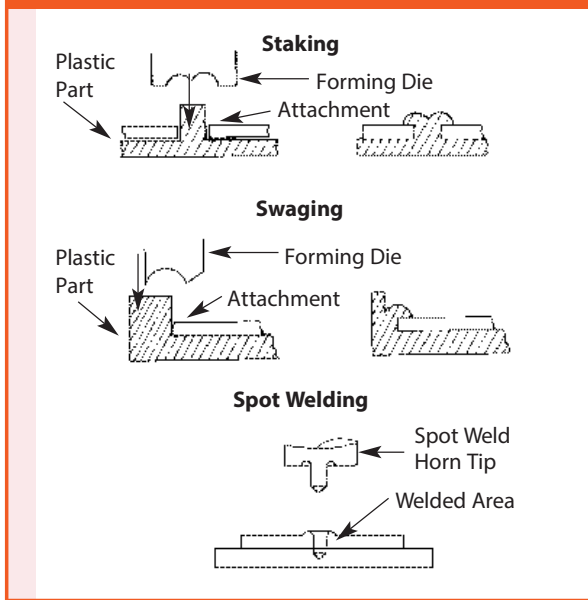 Staking
Plastic
Part
Forming Die
Attachment
Swaging
Plastic
Part
Forming Die
Attachment
Spot Welding
Spot Weld
Horn Tip
Welded Area